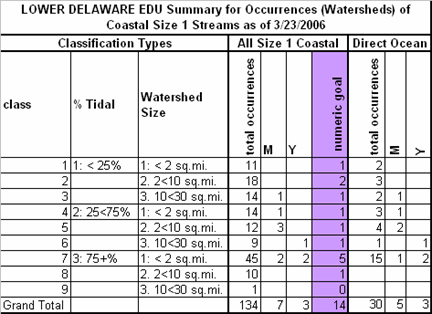 LOWER DELAWARE EDU Summary for Occurrences (Watersheds) of
Coastal Size 1 Streams as of 3/23/2006
Classification Types All Size 1 Coastal Direct Ocean
class % Tidal Watershed Size total occurrences M Y numeric goal total occurrences M Y
1 1: < 25% 1: < 2 sq.mi. 11 1 2
2 2. 2<10 sq.mi. 18 2 3
3 3. 10<30 sq.mi. 14 1 1 2 1
4 2: 25<75% 1: < 2 sq.mi. 14 1 1 3 1
5 2. 2<10 sq.mi. 12 3 1 4 2
6 3. 10<30 sq.mi. 9 1 1 1 1
7 3: 75+% 1: < 2 sq.mi. 45 2 2 5 15 1 2
8 2. 2<10 sq.mi. 10 1
9 3. 10<30 sq.mi. 1 0
Grand Total 134 7 3 14 30 5 3